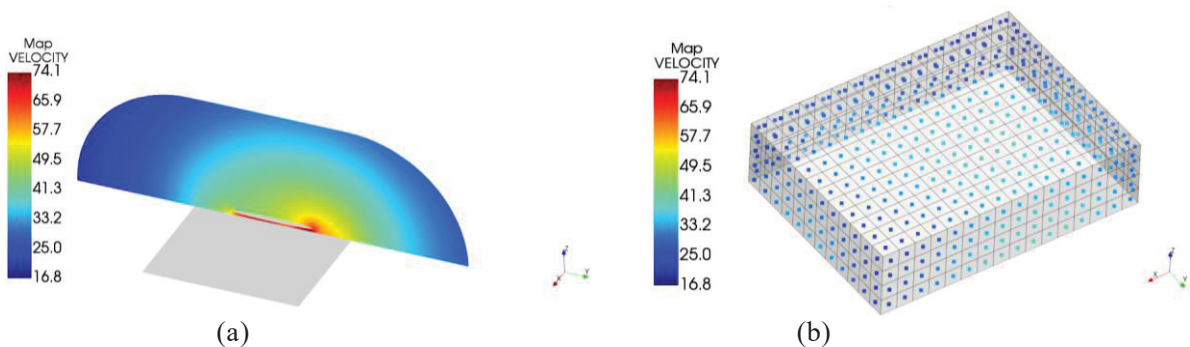 Map
VELOCITY
74.1
65.9
57.7
49.5
41.3
33.2
25.0
16.8
Z
X
Y
(a)
Map
VELOCITY
74.1
65.9
57.7
49.5
41.3
33.2
25.0
16.8
Z
X
Y
(b)